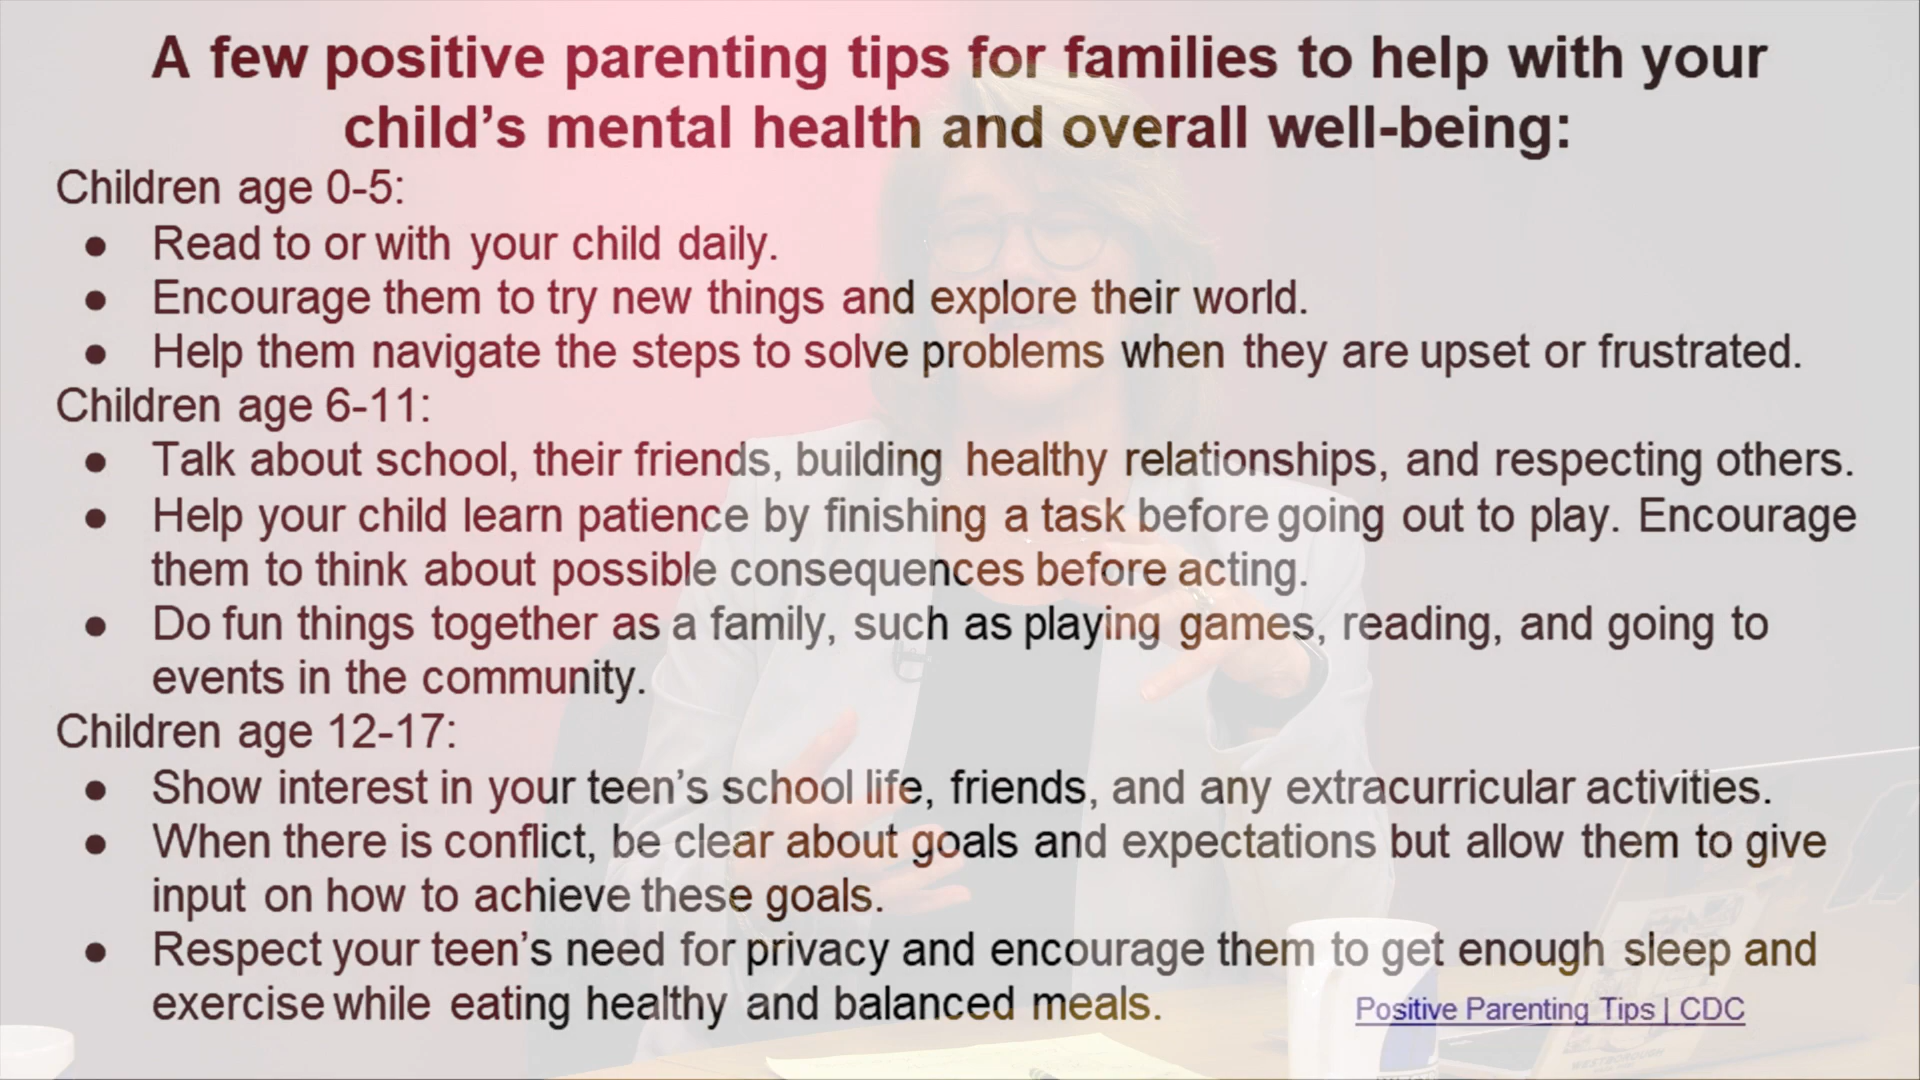 A few positive parenting tips for families to help with your
child’s mental health and overall well-being:
Children age 0-5:
● Read to or with your child daily.
● Encourage them to try new things and explore their world.
● Help them navigate the steps to solve problems when they are upset or frustrated.
Children age 6-11:
● Talk about school, their friends, building healthy relationships, and respecting others.
● Help your child learn patience by finishing a task before going out to play. Encourage
them to think about possible consequences before acting.
● Do fun things together as a family, such as playing games, reading, and going to
events in the community.
Children age 12-17:
● Show interest in your teen’s school life, friends, and any extracurricular activities.
● When there is conflict, be clear about goals and expectations but allow them to give
input on how to achieve these goals.
● Respect your teen’s need for privacy and encourage them to get enough sleep and
exercise while eating healthy and balanced meals.
Positive Parenting Tips | CDC